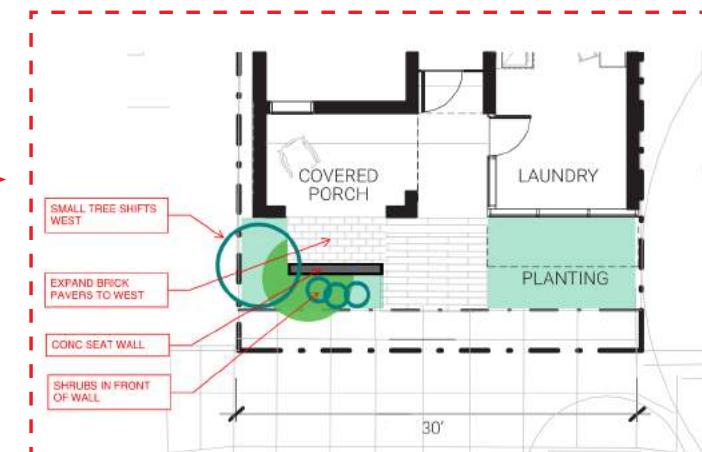 COVERED
PORCH
LAUNDRY
SMALL TREE SHIFTS
WEST
EXPAND BRICK
PAVERS TO WEST
PLANTING
CONC SEAT WALL
SHRUBS IN FRONT
OF WALL
30'